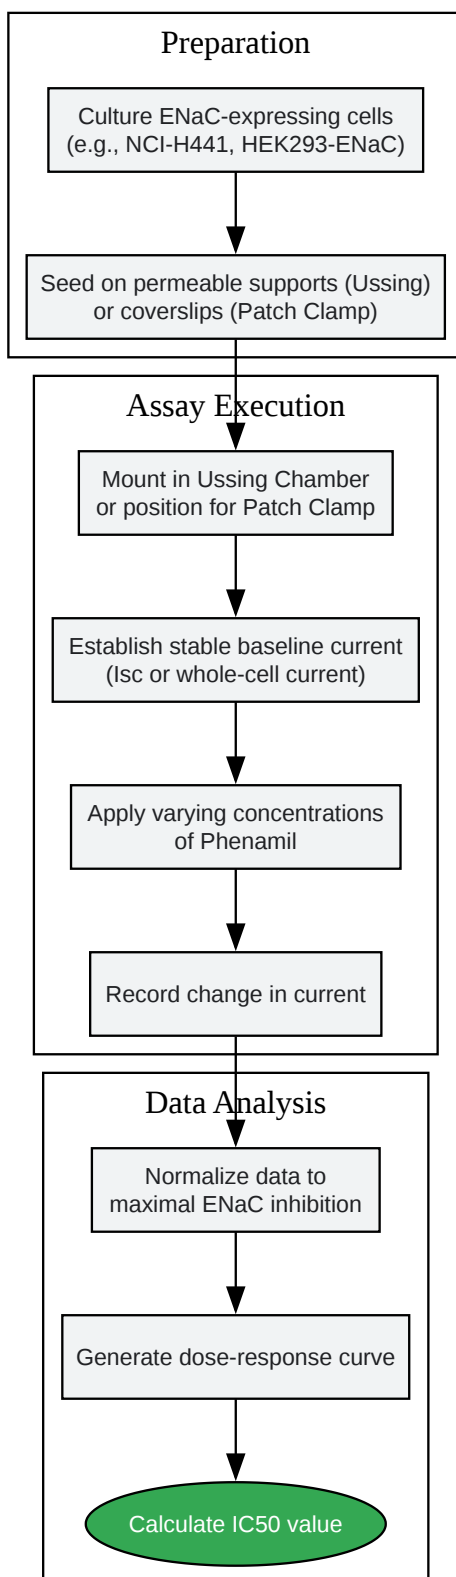 Preparation
Culture ENaC-expressing cells
(e.g., NCI-H441, HEK293-ENaC)
Seed on permeable supports (Ussing)
or coverslips (Patch Clamp)
Assay Execution
Mount in Ussing Chamber
or position for Patch Clamp
Establish stable baseline current
(Isc or whole-cell current)
Apply varying concentrations
of Phenamil
Record change in current
Data Analysis
Normalize data to
maximal ENaC inhibition
Generate dose-response curve
Calculate IC50 value